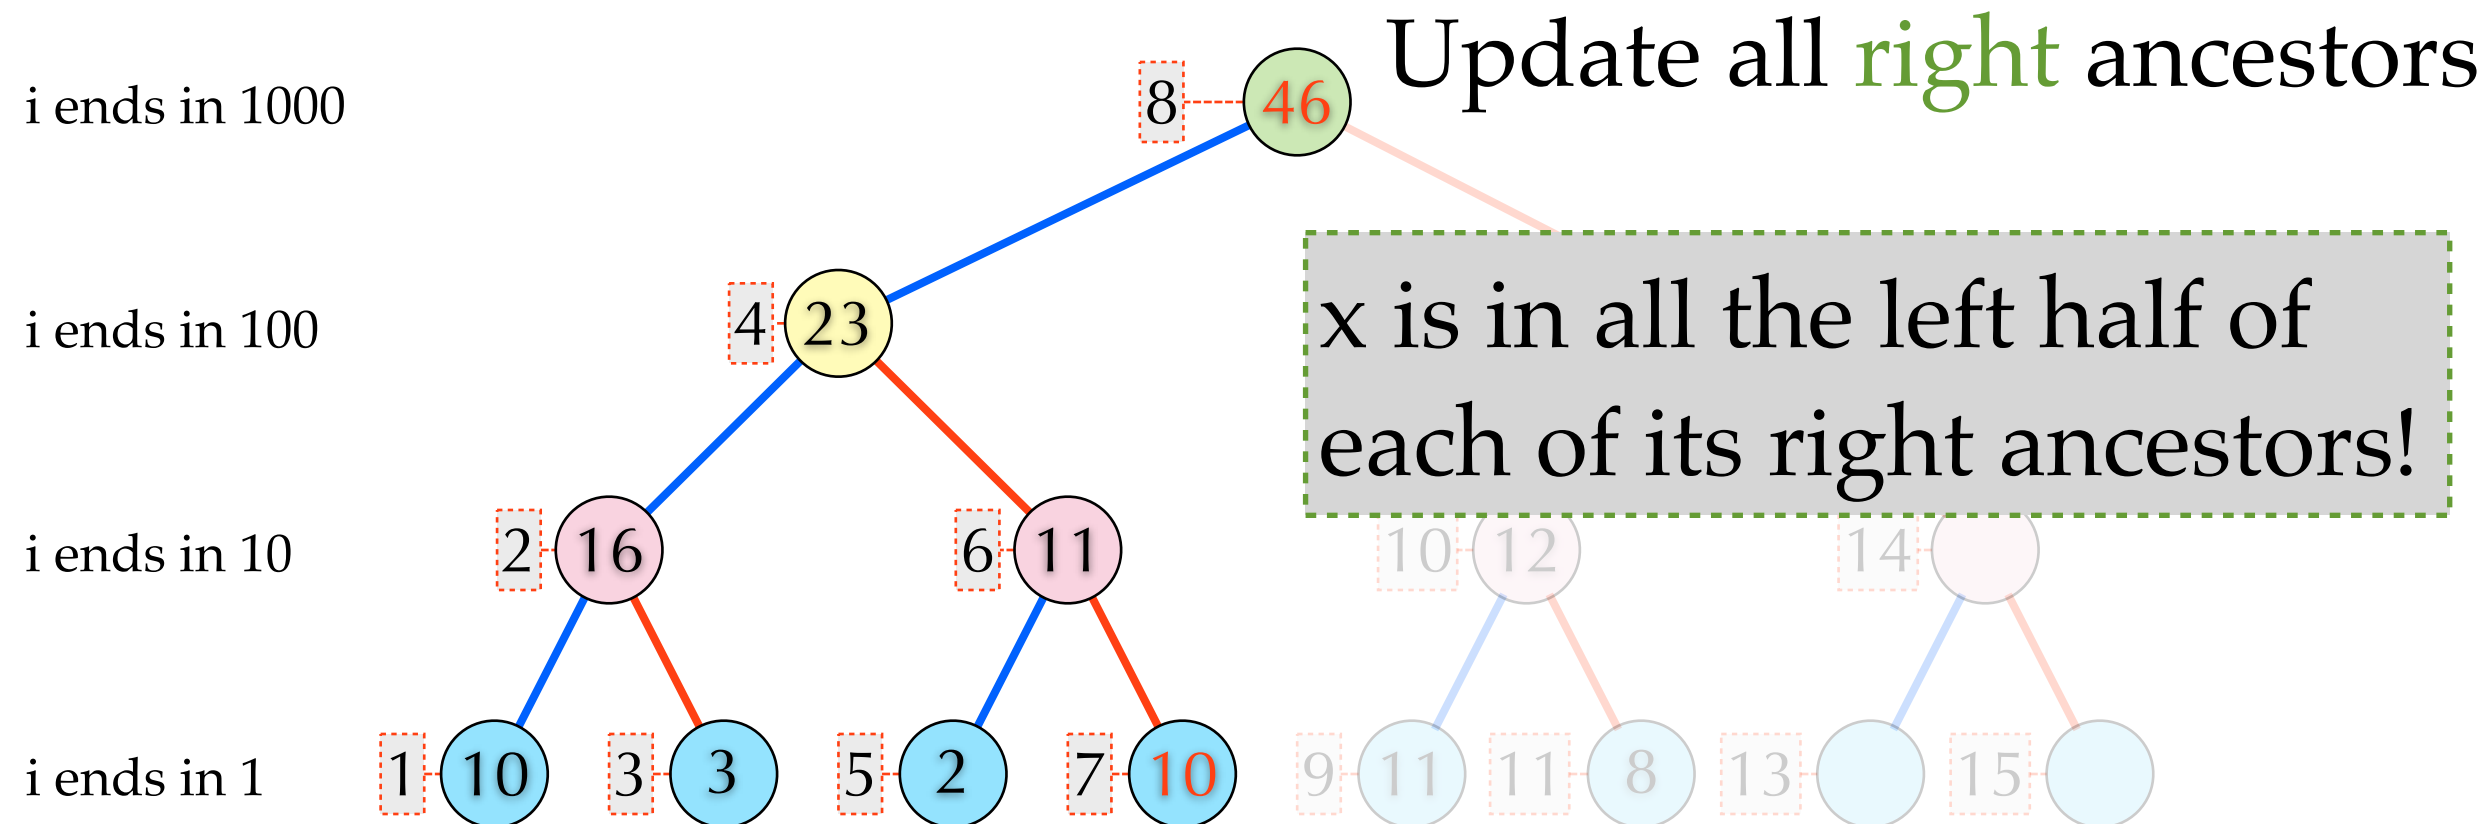 Update all right ancestors
i ends in 1000 8 46
x is in all the left half of
each of its right ancestors!
i ends in 100 4 23
i ends in 10 2 16 6 11 10 12 14
i ends in 1 1 10 3 3 5 2 7 10 9 11 11 8 13 15